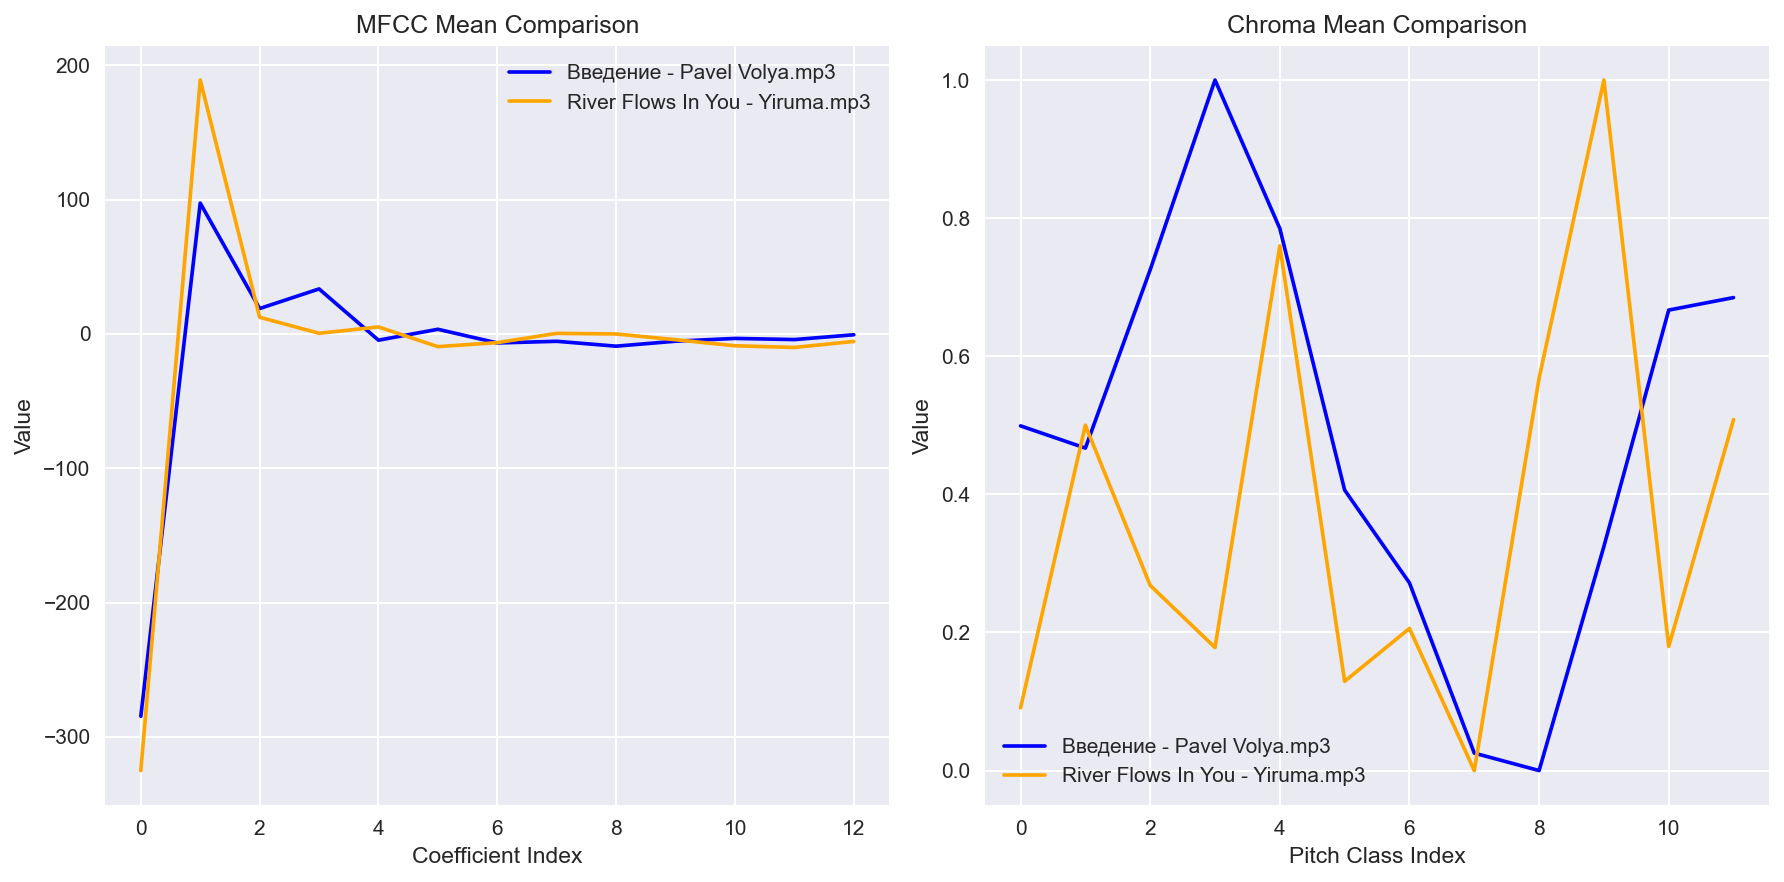 MFCC Mean Comparison
200
100
0
−100
−200
−300
Value
0 2 4 6 8 10 12
Coefficient Index
Введение - Pavel Volya.mp3
River Flows In You - Yiruma.mp3
Chroma Mean Comparison
1.0
0.8
0.6
0.4
0.2
0.0
Value
0 2 4 6 8 10
Pitch Class Index
Введение - Pavel Volya.mp3
River Flows In You - Yiruma.mp3